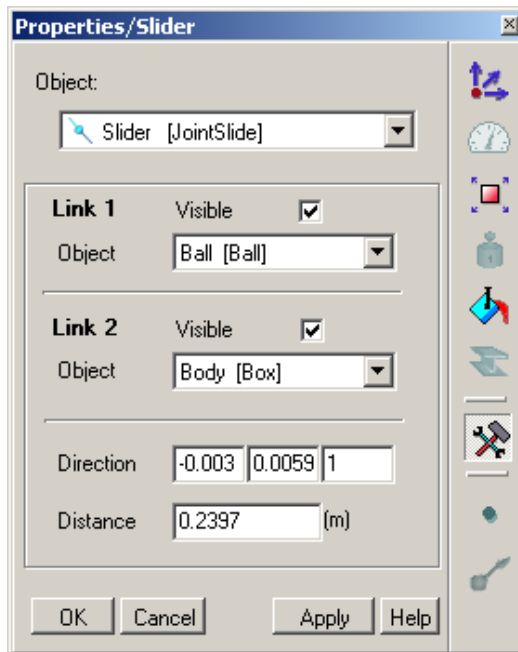 Properties/Slider
Object:
Slider [JointSlide]
Link 1 Visible
Object Ball [Ball]
Link 2 Visible
Object Body [Box]
Direction -0.003 0.0059 1
Distance 0.2397 (m)
OK Cancel Apply Help